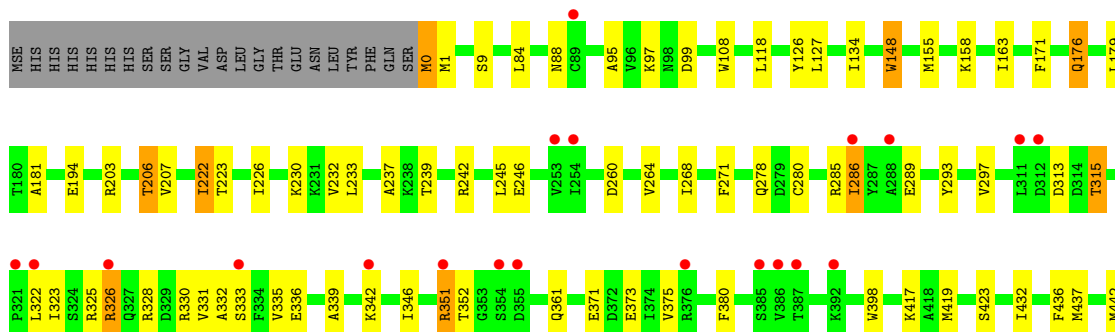 MSE HIS HIS HIS HIS HIS HIS SER SER GLY VAL ASP LEU GLY THR GLU ASN LEU TYR PHE GLN SER M0 M1 S9 L84 N88 C89 A95 V96 K97 N98 D99 W108 L118 Y126 L127 I134 W148 M155 K158 I163 F171 Q176 L179
T180 A181 E194 R203 T206 V207 I222 T223 I226 K230 K231 V232 L233 A237 K238 T239 R242 L245 E246 V253 I254 D260 V264 I268 F271 Q278 D279 C280 R285 I286 Y287 A288 E289 Y293 V297 L311 D312 D313 D314 T315
P321 L322 I323 S324 R325 R326 Q327 R328 D329 R330 V331 A332 S333 F334 V335 E336 A339 K342 I346 R351 T352 G353 S354 D355 Q361 E371 D372 E373 I374 V375 R376 F380 S385 V386 T387 K392 W398 K417 A418 M419 S423 I432 F436 M437